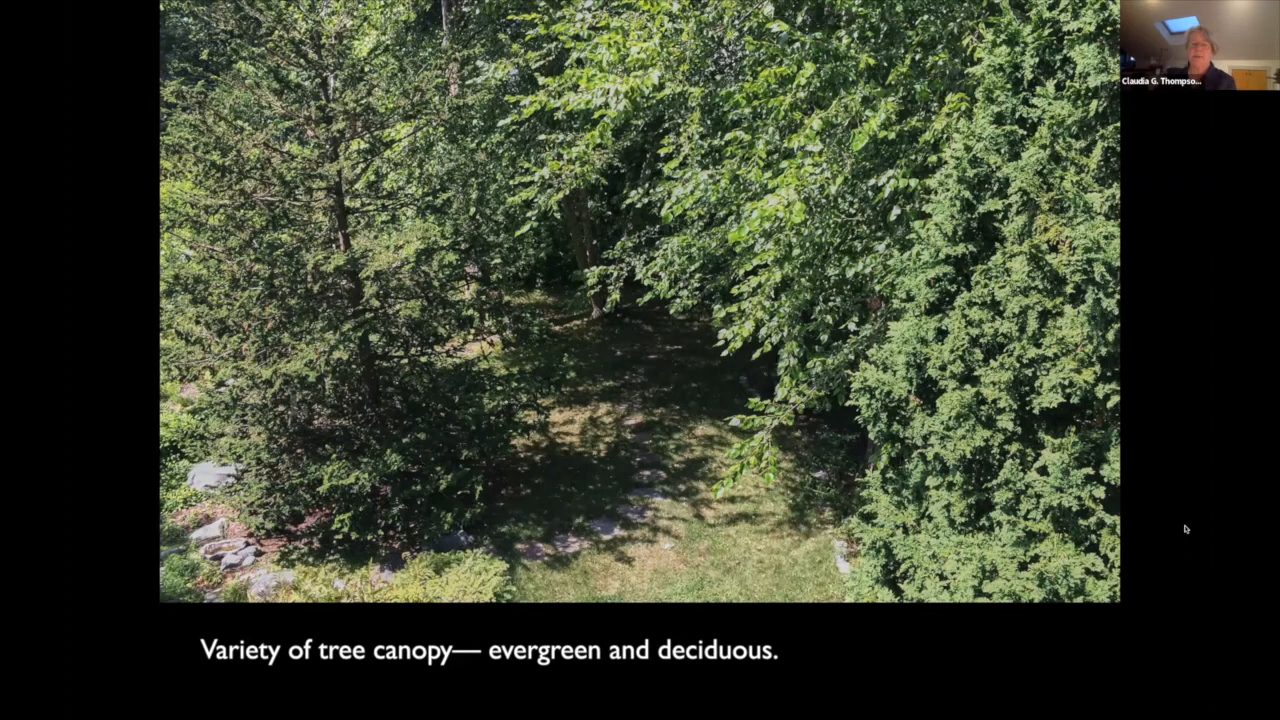 Claudia G. Thompso...
Variety of tree canopy— evergreen and deciduous.